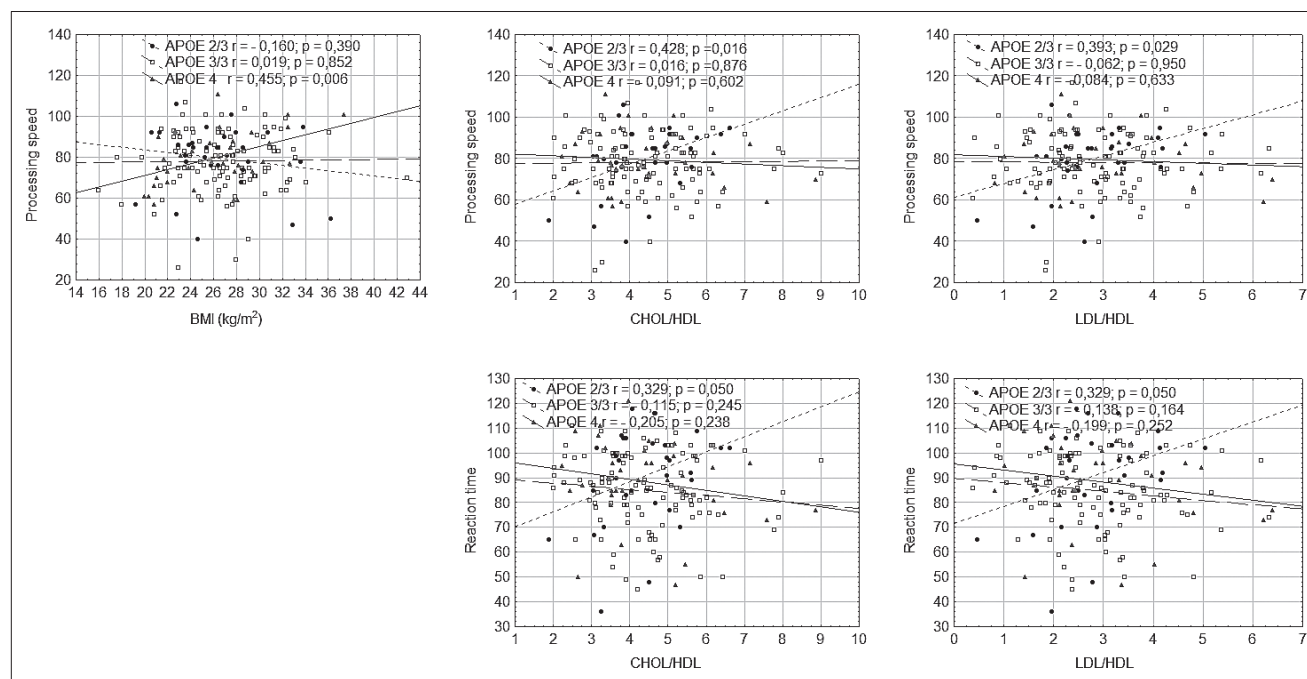 APOE 2/3 r = - 0,160; p = 0,390
APOE 3/3 r = 0,019; p = 0,852
APOE 4 r = 0,455; p = 0,006
Processing speed
140
120
100
80
60
40
20
14 16 18 20 22 24 26 28 30 32 34 36 38 40 42 44
BMI (kg/m²)
APOE 2/3 r = 0,428; p =0,016
APOE 3/3 r = 0,016; p = 0,876
APOE 4 r = -0,091; p = 0,602
Processing speed
140
120
100
80
60
40
20
1 2 3 4 5 6 7 8 9 10
CHOL/HDL
APOE 2/3 r = 0,393; p = 0,029
APOE 3/3 r = -0,062; p = 0,950
APOE 4 r = -0,084; p = 0,633
Processing speed
140
120
100
80
60
40
20
0 1 2 3 4 5 6 7
LDL/HDL
APOE 2/3 r = 0,329; p = 0,050
APOE 3/3 r = - 0,115; p = 0,245
APOE 4 r = - 0,205; p = 0,238
Reaction time
130
120
110
100
90
80
70
60
50
40
30
1 2 3 4 5 6 7 8 9 10
CHOL/HDL
APOE 2/3 r = 0,329; p = 0,050
APOE 3/3 r = - 0,138; p = 0,164
APOE 4 r = -0,199; p = 0,252
Reaction time
130
120
110
100
90
80
70
60
50
40
30
0 1 2 3 4 5 6 7
LDL/HDL